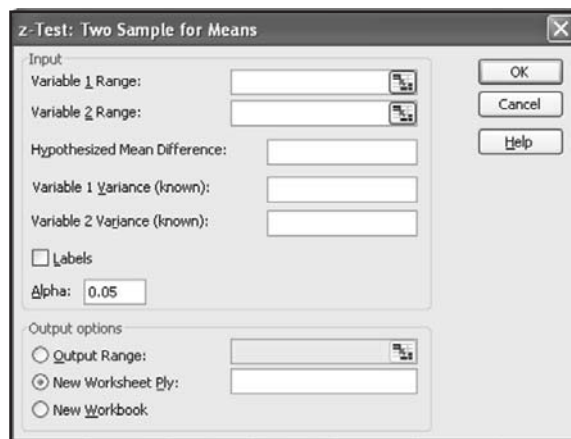 z-Test: Two Sample for Means
Input
Variable 1 Range:
Variable 2 Range:
Hypothesized Mean Difference:
Variable 1 Variance (known):
Variable 2 Variance (known):
Labels
Alpha: 0.05
OK
Cancel
Help
Output options
Output Range:
New Worksheet Ply:
New Workbook